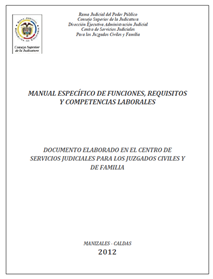 Rama Judicial del Poder Público
Consejo Superior de la Judicatura
Dirección Ejecutiva Administración Judicial
Centro de Servicios Judiciales
Para los Juzgados Civiles y Familia
Consejo Superior
de la Judicatura
MANUAL ESPECÍFICO DE FUNCIONES, REQUISITOS
Y COMPETENCIAS LABORALES
DOCUMENTO ELABORADO EN EL CENTRO DE
SERVICIOS JUDICIALES PARA LOS JUZGADOS CIVILES Y
DE FAMILIA
MANIZALES - CALDAS
2012